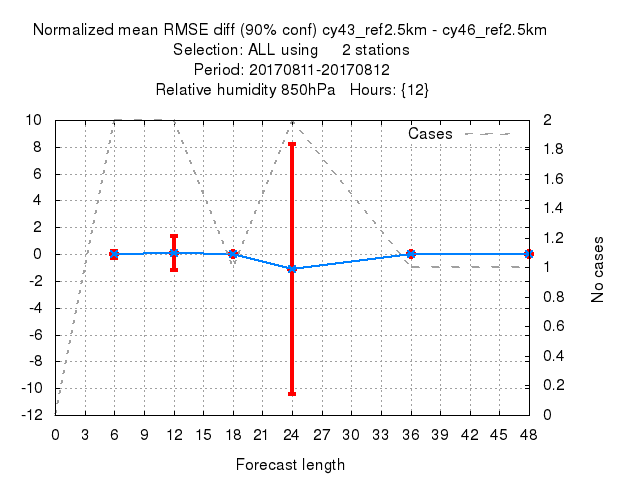 Normalized mean RMSE diff (90% conf) cy43_ref2.5km - cy46_ref2.5km
Selection: ALL using 2 stations
Period: 20170811-20170812
Relative humidity 850hPa Hours: {12}
Cases
10
8
6
4
2
0
-2
-4
-6
-8
-10
-12
2
1.8
1.6
1.4
1.2
1
0.8
0.6
0.4
0.2
0
No cases
0 3 6 9 12 15 18 21 24 27 30 33 36 39 42 45 48
Forecast length